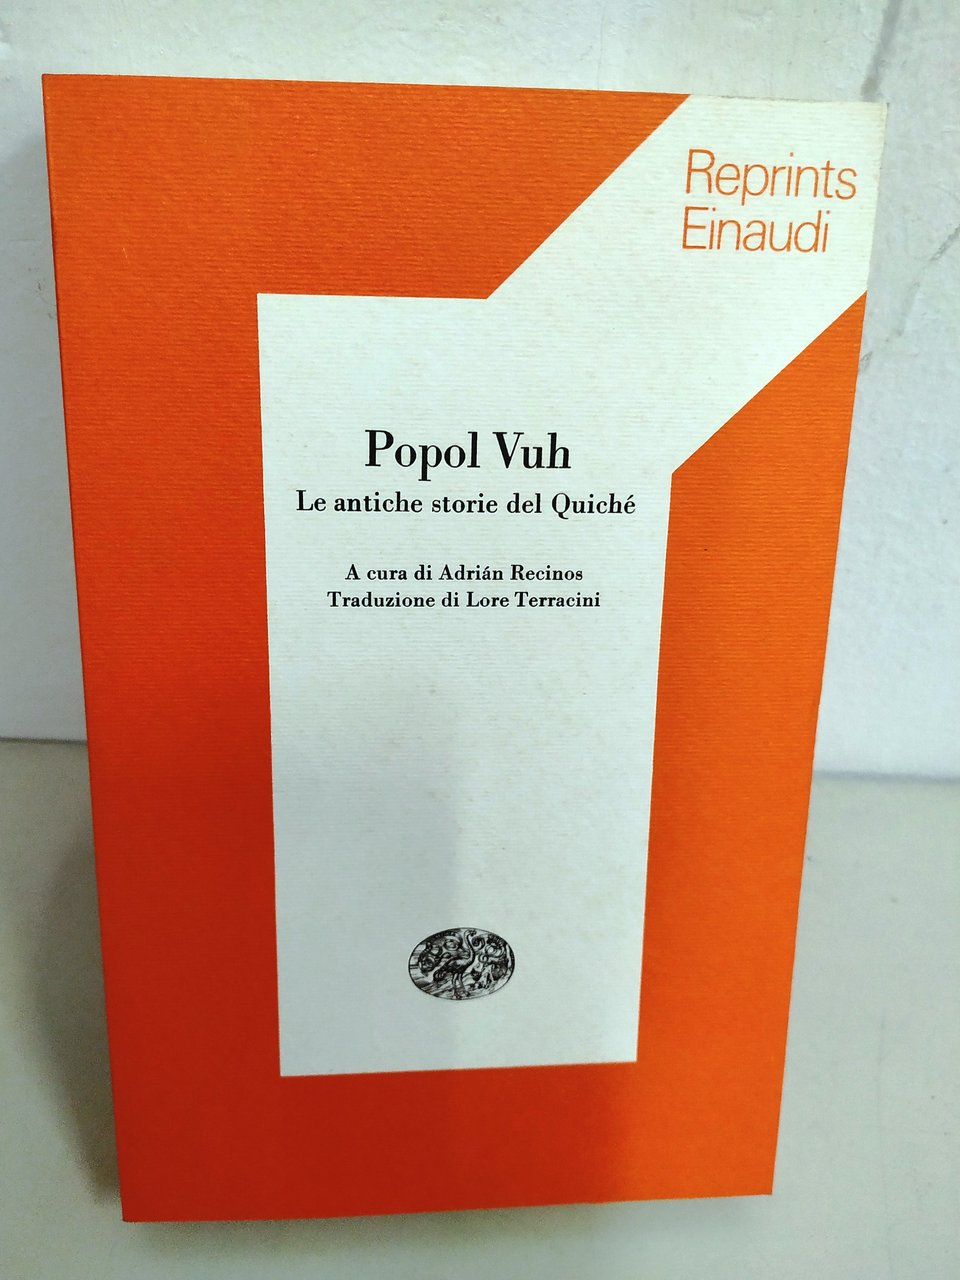 Reprints
Einaudi
Popol Vuh
Le antiche storie del Quiché
A cura di Adrián Recinos
Traduzione di Lore Terracini